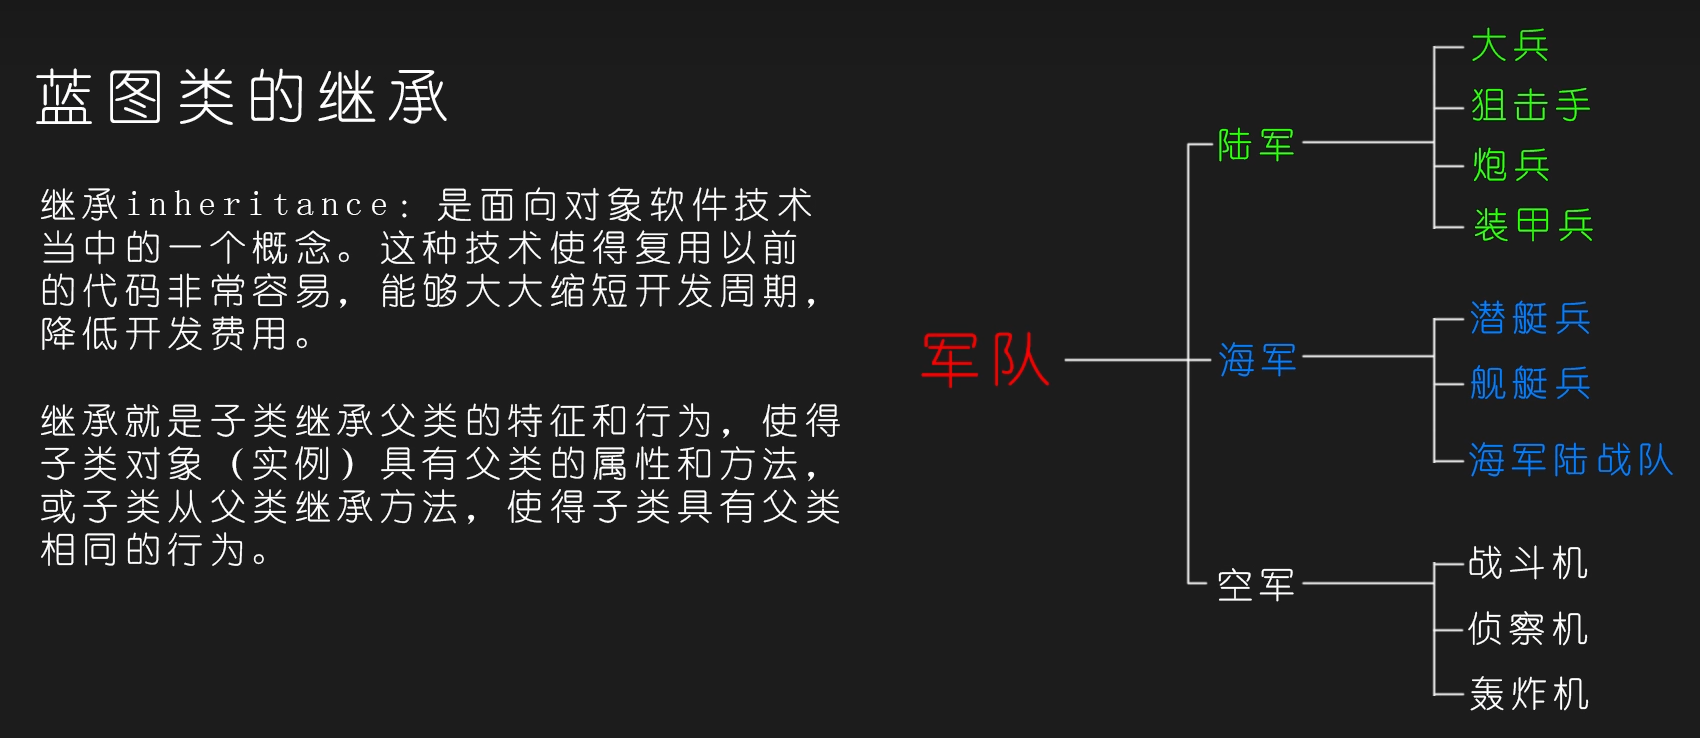 蓝图类的继承
继承inheritance：是面向对象软件技术
当中的一个概念。这种技术使得复用以前
的代码非常容易，能够大大缩短开发周期，
降低开发费用。
继承就是子类继承父类的特征和行为，使得
子类对象（实例）具有父类的属性和方法，
或子类从父类继承方法，使得子类具有父类
相同的行为。
军队
陆军
大兵
狙击手
炮兵
装甲兵
海军
潜艇兵
舰艇兵
海军陆战队
空军
战斗机
侦察机
轰炸机